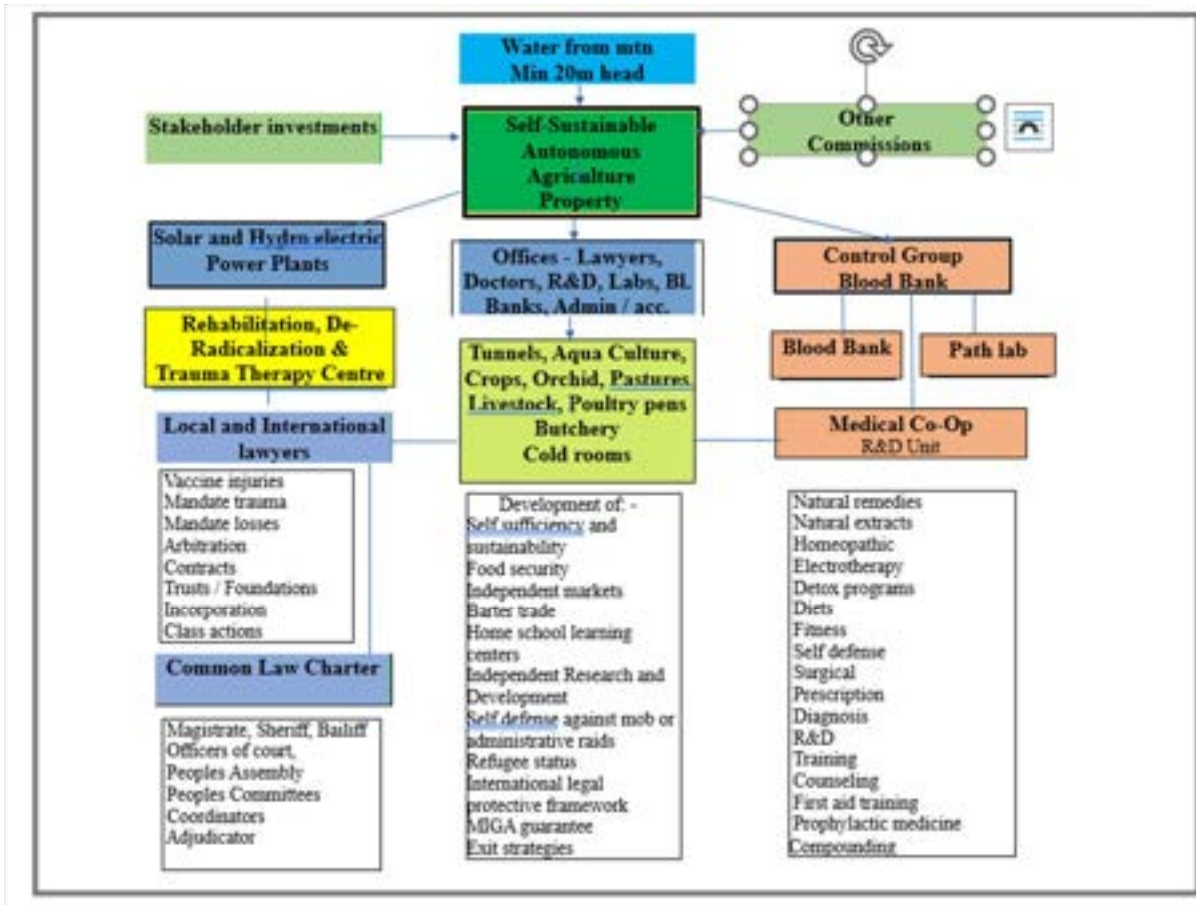 Water from mtn
Min 20m head
Stakeholder investments
Self-Sustainable
Autonomous
Agriculture
Property
Other
Commissions
Solar and Hydro electric
Power Plants
Offices - Lawyers,
Doctors, R&D, Labs, Bl.
Banks, Admin / acc.
Control Group
Blood Bank
Rehabilitation, De-
Radicalization &
Trauma Therapy Centre
Tunnels, Aqua Culture,
Crops, Orchid, Pastures
Livestock, Poultry pens
Butchery
Cold rooms
Blood Bank
Path lab
Local and International
lawyers
Medical Co-Op
R&D Unit
Vaccine injuries
Mandate trauma
Mandate losses
Arbitration
Contracts
Trusts / Foundations
Incorporation
Class actions
Common Law Charter
Magistrate, Sheriff, Bailiff
Officers of court,
Peoples Assembly
Peoples Committees
Coordinators
Adjudicator
Development of: -
Self sufficiency and
sustainability
Food security
Independent markets
Barter trade
Home school learning
centers
Independent Research and
Development
Self defense against mob or
administrative raids
Refugee status
International legal
protective framework
MIGA guarantee
Exit strategies
Natural remedies
Natural extracts
Homeopathic
Electrotherapy
Detox programs
Diets
Fitness
Self defense
Surgical
Prescription
Diagnosis
R&D
Training
Counseling
First aid training
Prophylactic medicine
Compounding